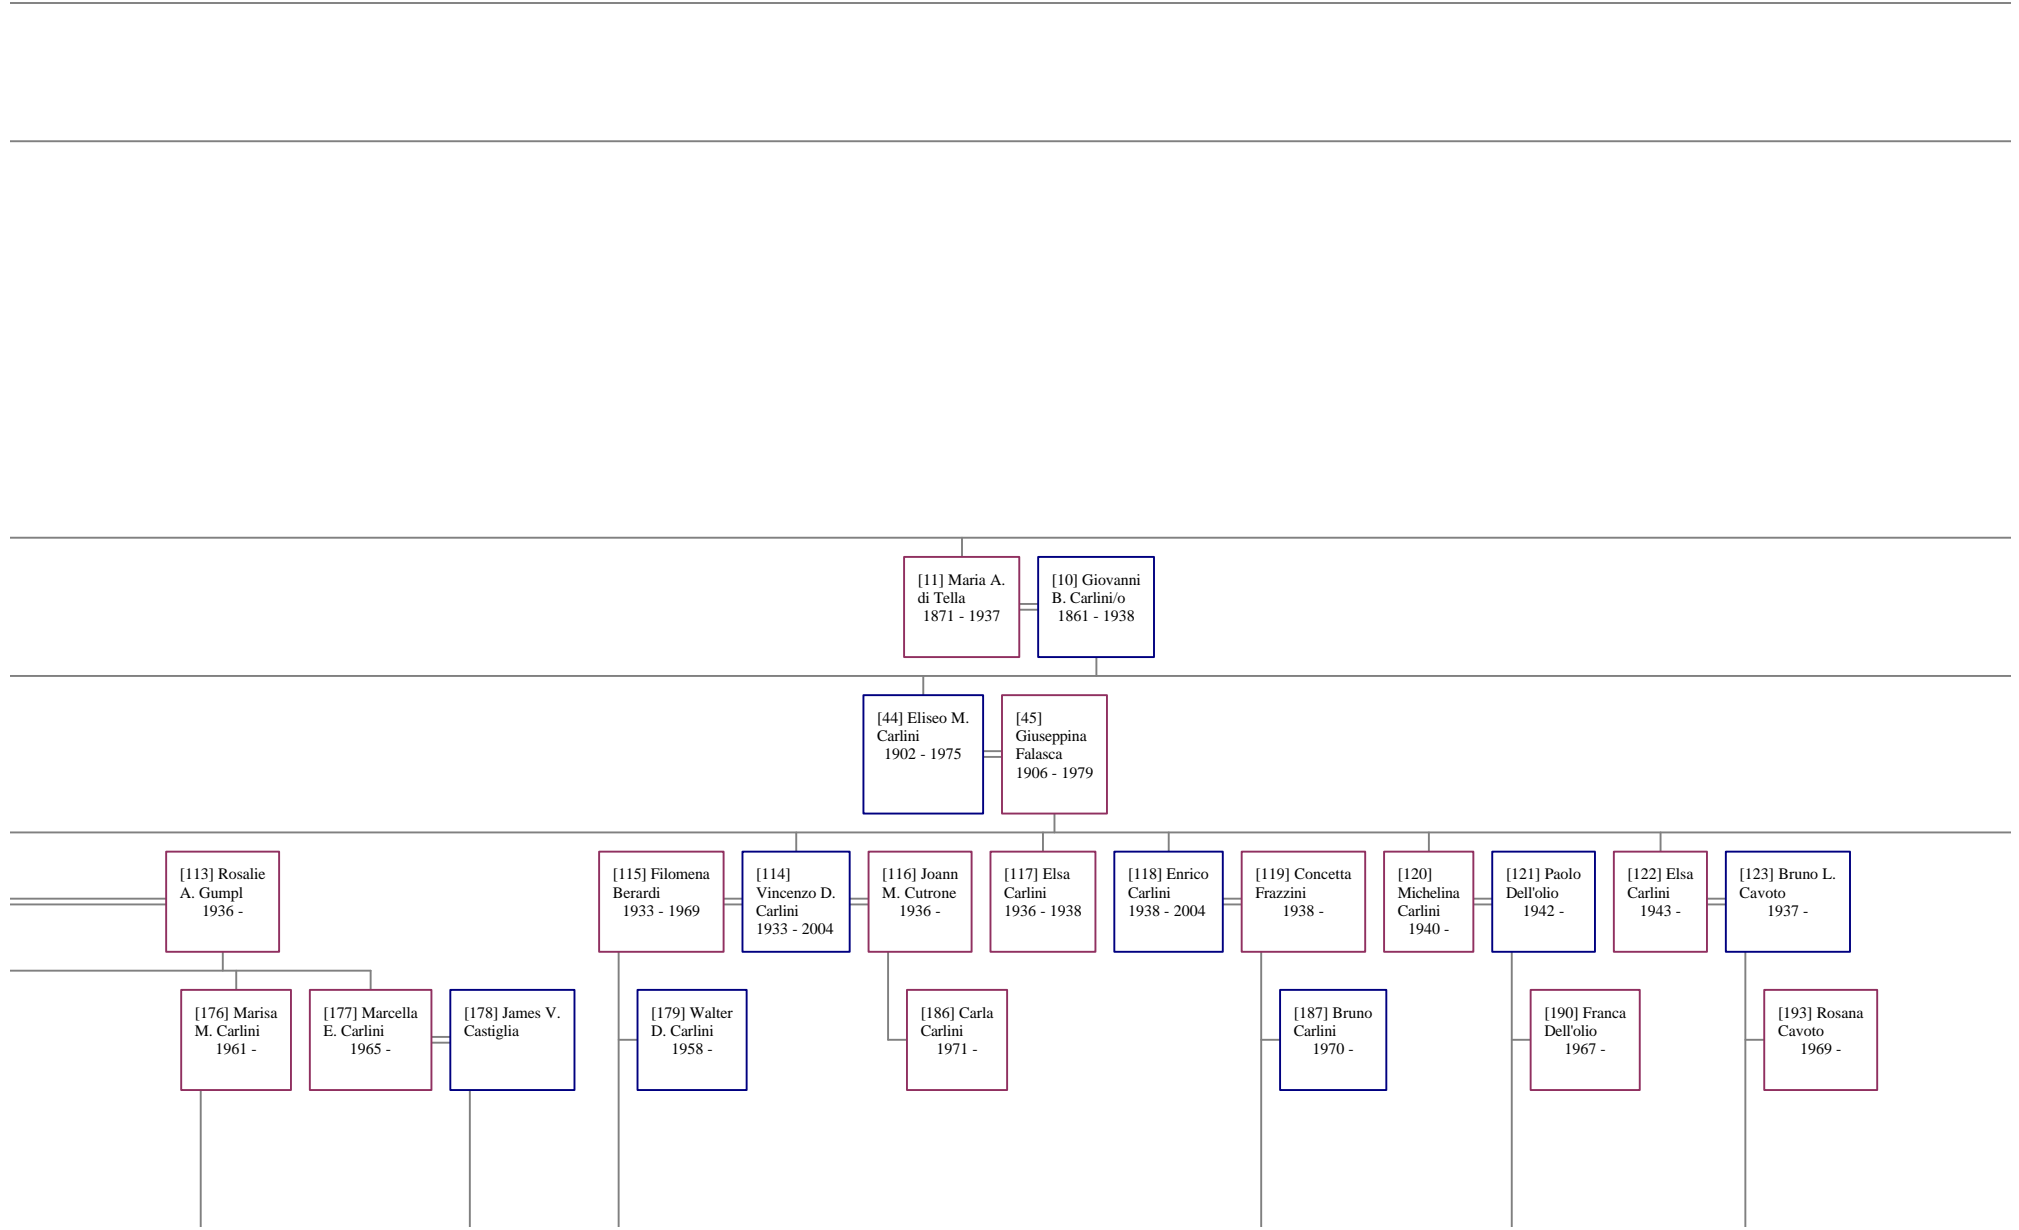 [11] Maria A.
di Tella
1871 - 1937
[10] Giovanni
B. Carlini/o
1861 - 1938
[44] Eliseo M.
Carlini
1902 - 1975
[45]
Giuseppina
Falasca
1906 - 1979
[113] Rosalie
A. Gumpl
1936 -
[115] Filomena
Berardi
1933 - 1969
[114]
Vincenzo D.
Carlini
1933 - 2004
[116] Joann
M. Cutrone
1936 -
[117] Elsa
Carlini
1936 - 1938
[118] Enrico
Carlini
1938 - 2004
[119] Concetta
Frazzini
1938 -
[120]
Michelina
Carlini
1940 -
[121] Paolo
Dell'olio
1942 -
[122] Elsa
Carlini
1943 -
[123] Bruno L.
Cavoto
1937 -
[176] Marisa
M. Carlini
1961 -
[177] Marcella
E. Carlini
1965 -
[178] James V.
Castiglia
[179] Walter
D. Carlini
1958 -
[186] Carla
Carlini
1971 -
[187] Bruno
Carlini
1970 -
[190] Franca
Dell'olio
1967 -
[193] Rosana
Cavoto
1969 -